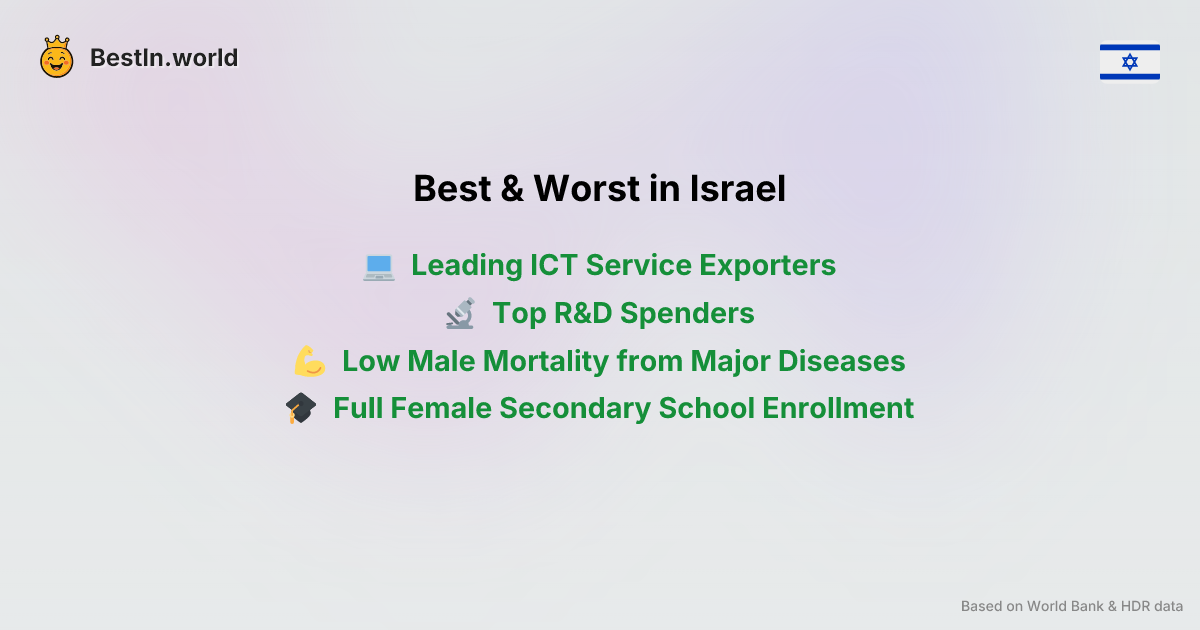 BestIn.world
Best & Worst in Israel
Leading ICT Service Exporters
Top R&D Spenders
Low Male Mortality from Major Diseases
Full Female Secondary School Enrollment
Based on World Bank & HDR data